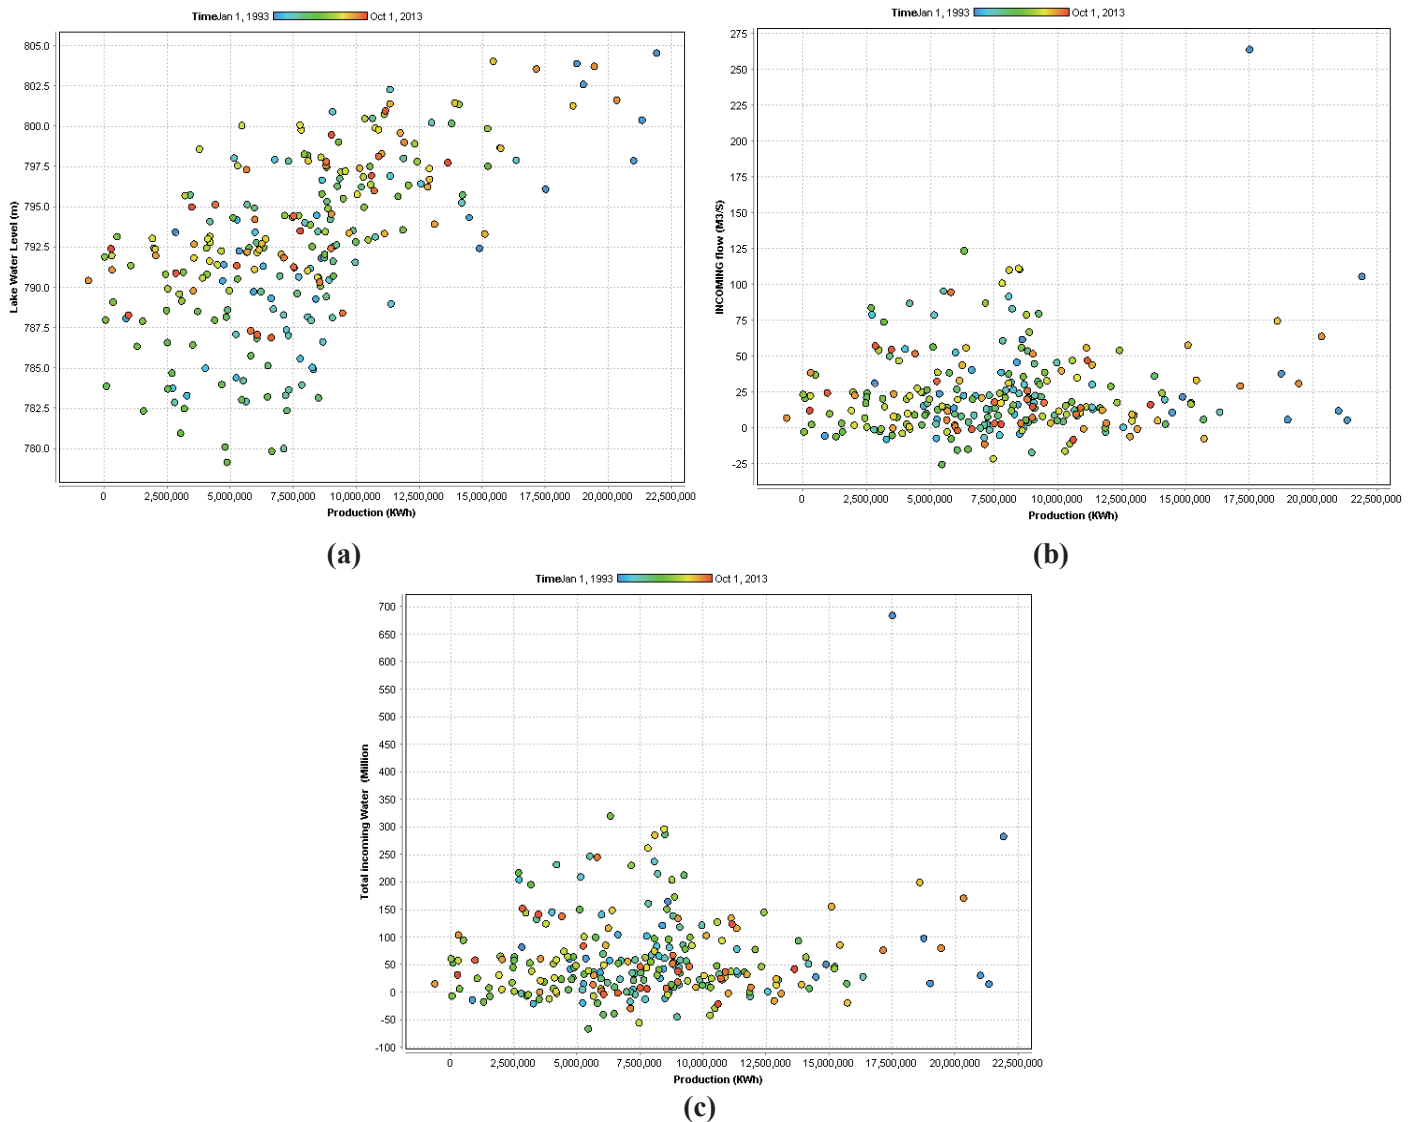 TimeJan 1, 1993 Oct 1, 2013
805.0
802.5
800.0
797.5
795.0
792.5
790.0
787.5
785.0
782.5
780.0
Lake Water Level (m)
0 2,500,000 5,000,000 7,500,000 10,000,000 12,500,000 15,000,000 17,500,000 20,000,000 22,500,000
Production (KWh)
(a)
TimeJan 1, 1993 Oct 1, 2013
275
250
225
200
175
150
125
100
75
50
25
0
-25
INCOMING flow (M3/S)
0 2,500,000 5,000,000 7,500,000 10,000,000 12,500,000 15,000,000 17,500,000 20,000,000 22,500,000
Production (KWh)
(b)
TimeJan 1, 1993 Oct 1, 2013
700
650
600
550
500
450
400
350
300
250
200
150
100
50
0
-50
-100
Total incoming Water (Million
0 2,500,000 5,000,000 7,500,000 10,000,000 12,500,000 15,000,000 17,500,000 20,000,000 22,500,000
Production (KWh)
(c)